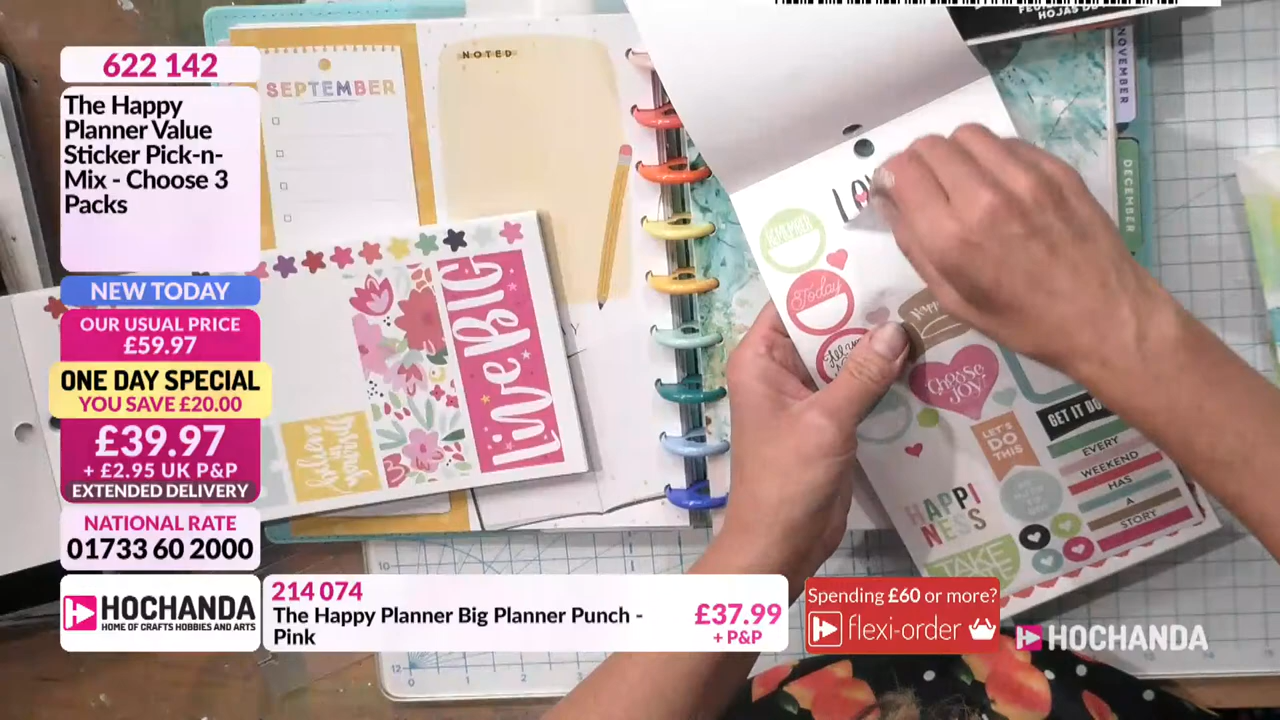 622 142
The Happy
Planner Value
Sticker Pick-n-
Mix - Choose 3
Packs
NEW TODAY
OUR USUAL PRICE
£59.97
ONE DAY SPECIAL
YOU SAVE £20.00
£39.97
+ £2.95 UK P&P
EXTENDED DELIVERY
NATIONAL RATE
01733 60 2000
HOCHANDA
HOME OF CRAFTS HOBBIES AND ARTS
214 074
The Happy Planner Big Planner Punch -
Pink
£37.99
+ P&P
Spending £60 or more?
flexi-order
HOCHANDA
SEPTEMBER
NOTED
live BIG
believe
in
yourself
HOJAS DE
NOVEMBER
DECEMBER
REMEMBER
Today
choose
JOY!
GET IT DO
LET'S
DO
THIS
EVERY
WEEKEND
HAS
A
STORY
HAPPI
NESS
TAKE